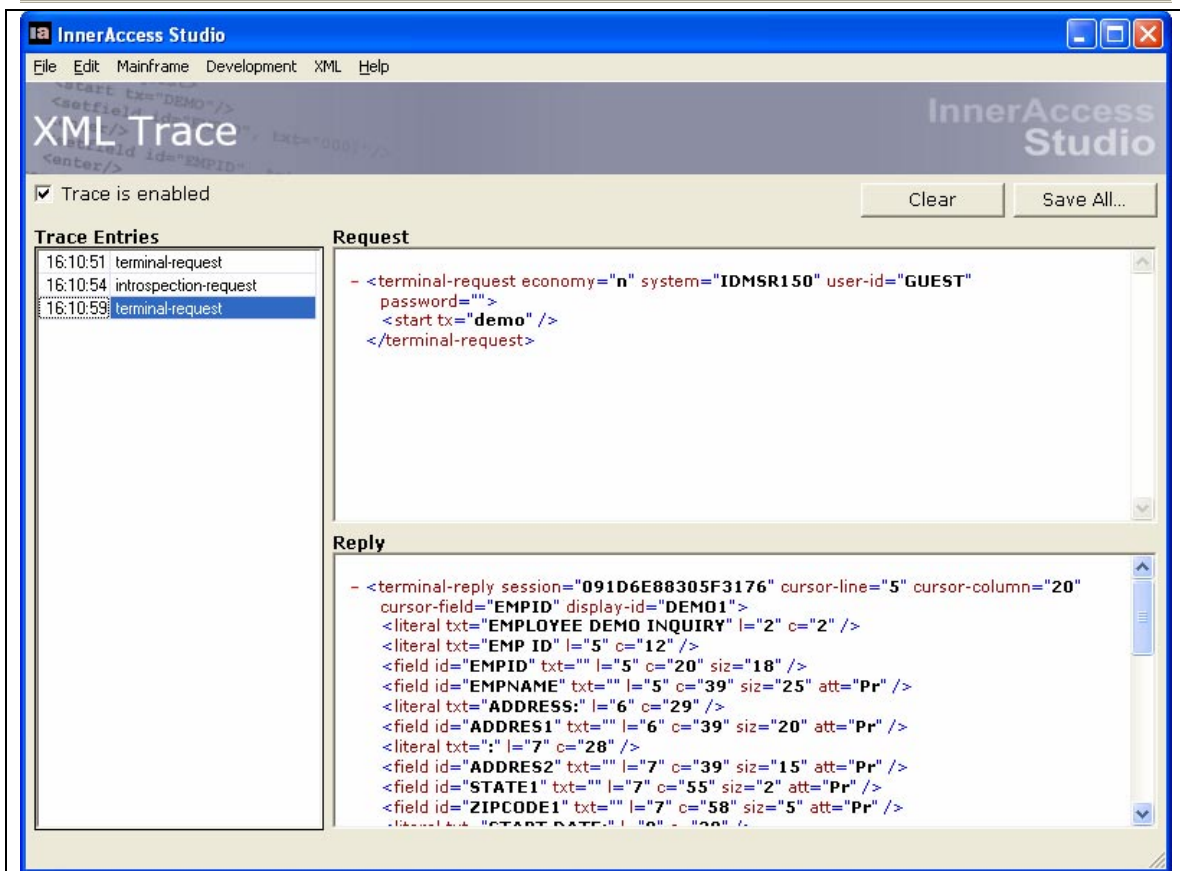 InnerAccess Studio
File Edit Mainframe Development XML Help
<start tx="DEMO"/>
<enter/>
XML Trace
InnerAccess
Studio
Trace is enabled
Clear
Save All...
Trace Entries
16:10:51 terminal-request
16:10:54 introspection-request
16:10:59 terminal-request
Request
- <terminal-request economy="n" system="IDMSR150" user-id="GUEST"
password="">
<start tx="demo" />
</terminal-request>
Reply
- <terminal-reply session="091D6E88305F3176" cursor-line="5" cursor-column="20"
cursor-field="EMPID" display-id="DEMO1">
<literal txt="EMPLOYEE DEMO INQUIRY" l="2" c="2" />
<literal txt="EMP ID" l="5" c="12" />
<field id="EMPID" txt="" l="5" c="20" siz="18" />
<field id="EMPNAME" txt="" l="5" c="39" siz="25" att="Pr" />
<literal txt="ADDRESS:" l="6" c="29" />
<field id="ADDRES1" txt="" l="6" c="39" siz="20" att="Pr" />
<literal txt=":" l="7" c="28" />
<field id="ADDRES2" txt="" l="7" c="39" siz="15" att="Pr" />
<field id="STATE1" txt="" l="7" c="55" siz="2" att="Pr" />
<field id="ZIPCODE1" txt="" l="7" c="58" siz="5" att="Pr" />